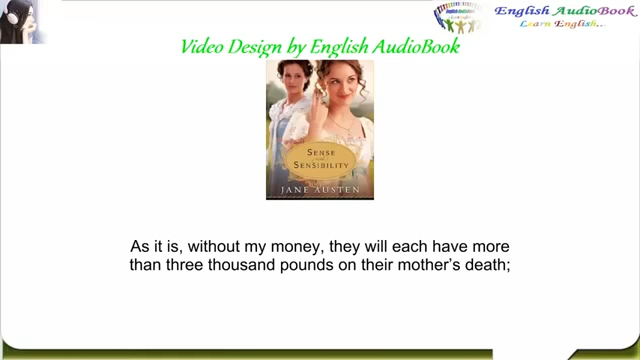 English AudioBook
Learn English...
Video Design by English AudioBook
SENSE
and
SENSIBILITY
JANE AUSTEN
As it is, without my money, they will each have more
than three thousand pounds on their mother’s death;